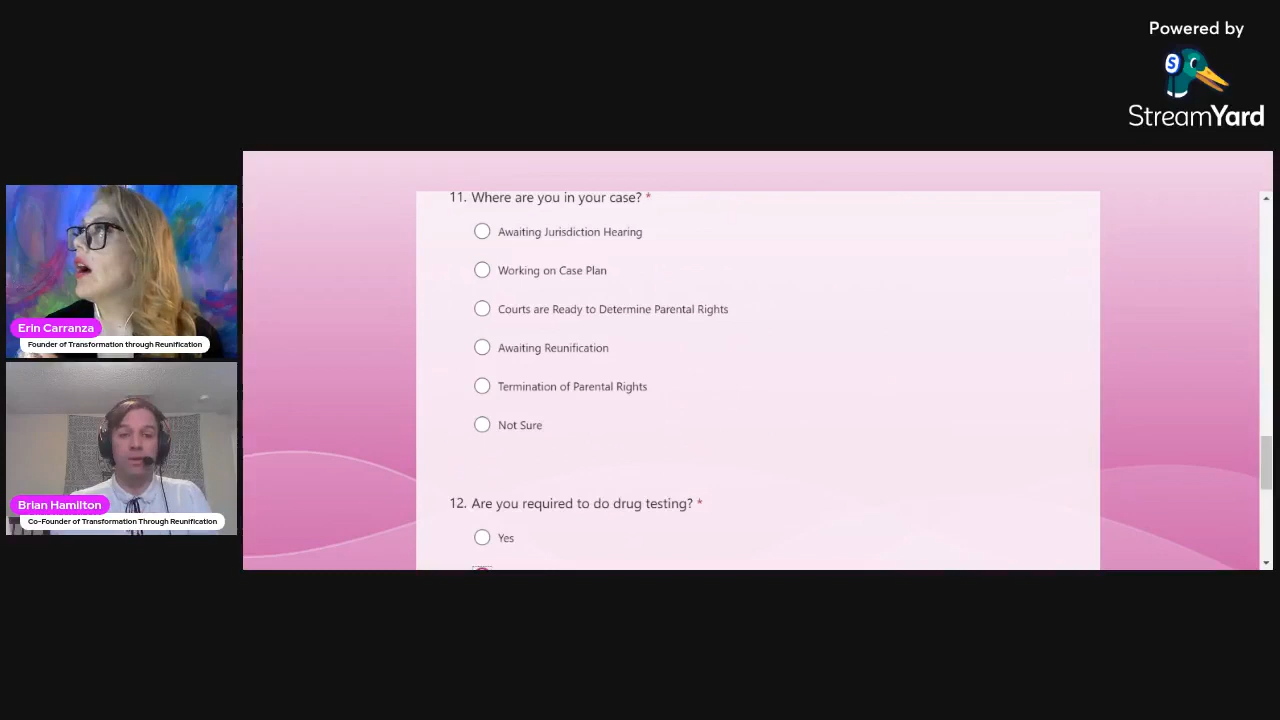 Powered by
S
StreamYard
11. Where are you in your case? *
Awaiting Jurisdiction Hearing
Working on Case Plan
Courts are Ready to Determine Parental Rights
Awaiting Reunification
Termination of Parental Rights
Not Sure
12. Are you required to do drug testing? *
Yes
Erin Carranza
Founder of Transformation through Reunification
Brian Hamilton
Co-Founder of Transformation Through Reunification